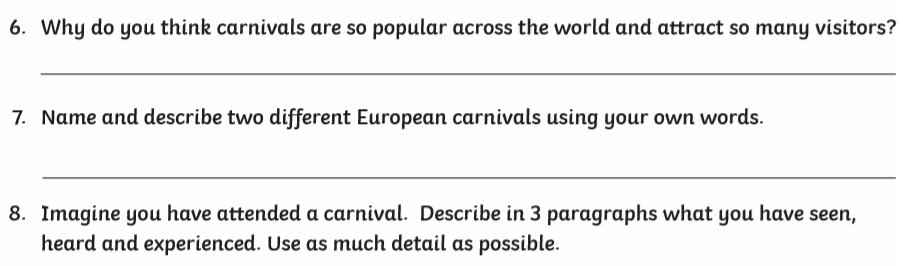 6. Why do you think carnivals are so popular across the world and attract so many visitors?
7. Name and describe two different European carnivals using your own words.
8. Imagine you have attended a carnival.  Describe in 3 paragraphs what you have seen,
heard and experienced. Use as much detail as possible.